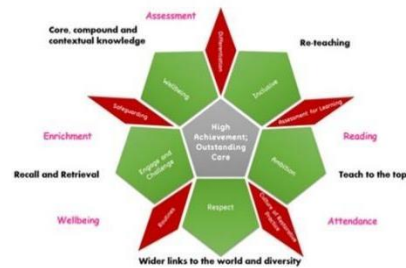 Assessment
Core, compound and
contextual knowledge
Differentiation
Re-teaching
Wellbeing
Inclusive
Safeguarding
Assessment for Learning
High
Achievement;
Outstanding
Care
Enrichment
Reading
Engage and
Challenge
Ambition
Recall and Retrieval
Teach to the top
Respect
Routines
Culture of Restorative
Practice
Wellbeing
Attendance
Wider links to the world and diversity